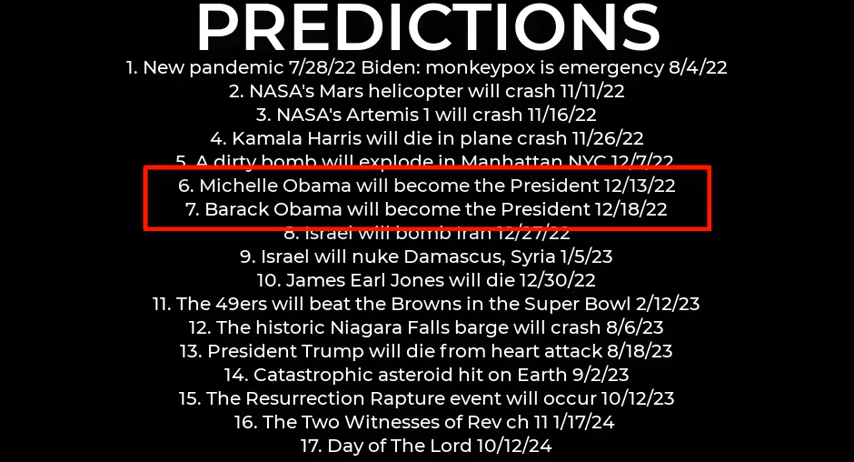 PREDICTIONS
1. New pandemic 7/28/22 Biden: monkeypox is emergency 8/4/22
2. NASA's Mars helicopter will crash 11/11/22
3. NASA's Artemis 1 will crash 11/16/22
4. Kamala Harris will die in plane crash 11/26/22
5. A dirty bomb will explode in Manhattan NYC 12/7/22
6. Michelle Obama will become the President 12/13/22
7. Barack Obama will become the President 12/18/22
8. Israel will bomb Iran 12/27/22
9. Israel will nuke Damascus, Syria 1/5/23
10. James Earl Jones will die 12/30/22
11. The 49ers will beat the Browns in the Super Bowl 2/12/23
12. The historic Niagara Falls barge will crash 8/6/23
13. President Trump will die from heart attack 8/18/23
14. Catastrophic asteroid hit on Earth 9/2/23
15. The Resurrection Rapture event will occur 10/12/23
16. The Two Witnesses of Rev ch 11 1/17/24
17. Day of The Lord 10/12/24